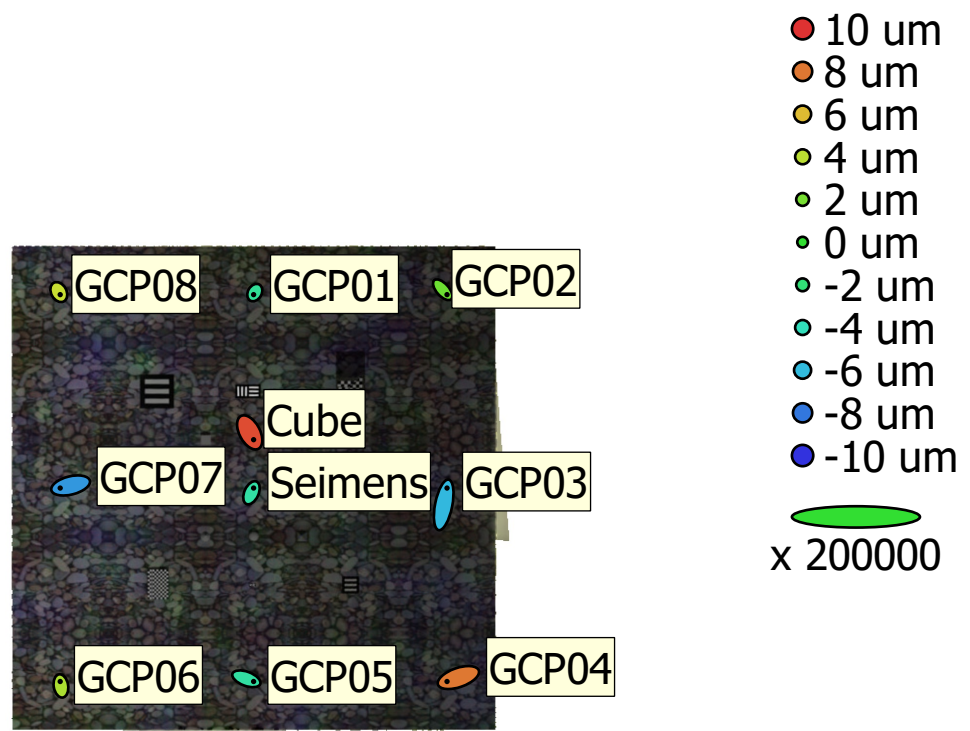 10 um
8 um
6 um
4 um
2 um
0 um
-2 um
-4 um
-6 um
-8 um
-10 um
x 200000
GCP08
GCP01
GCP02
Cube
GCP07
Seimens
GCP03
GCP06
GCP05
GCP04